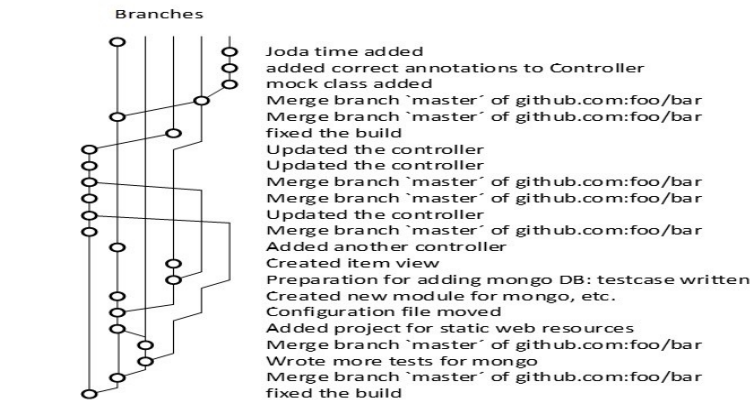 Branches
Joda time added
added correct annotations to Controller
mock class added
Merge branch `master´ of github.com:foo/bar
Merge branch `master´ of github.com:foo/bar
fixed the build
Updated the controller
Updated the controller
Merge branch `master´ of github.com:foo/bar
Merge branch `master´ of github.com:foo/bar
Updated the controller
Merge branch `master´ of github.com:foo/bar
Added another controller
Created item view
Preparation for adding mongo DB: testcase written
Created new module for mongo, etc.
Configuration file moved
Added project for static web resources
Merge branch `master´ of github.com:foo/bar
Wrote more tests for mongo
Merge branch `master´ of github.com:foo/bar
fixed the build